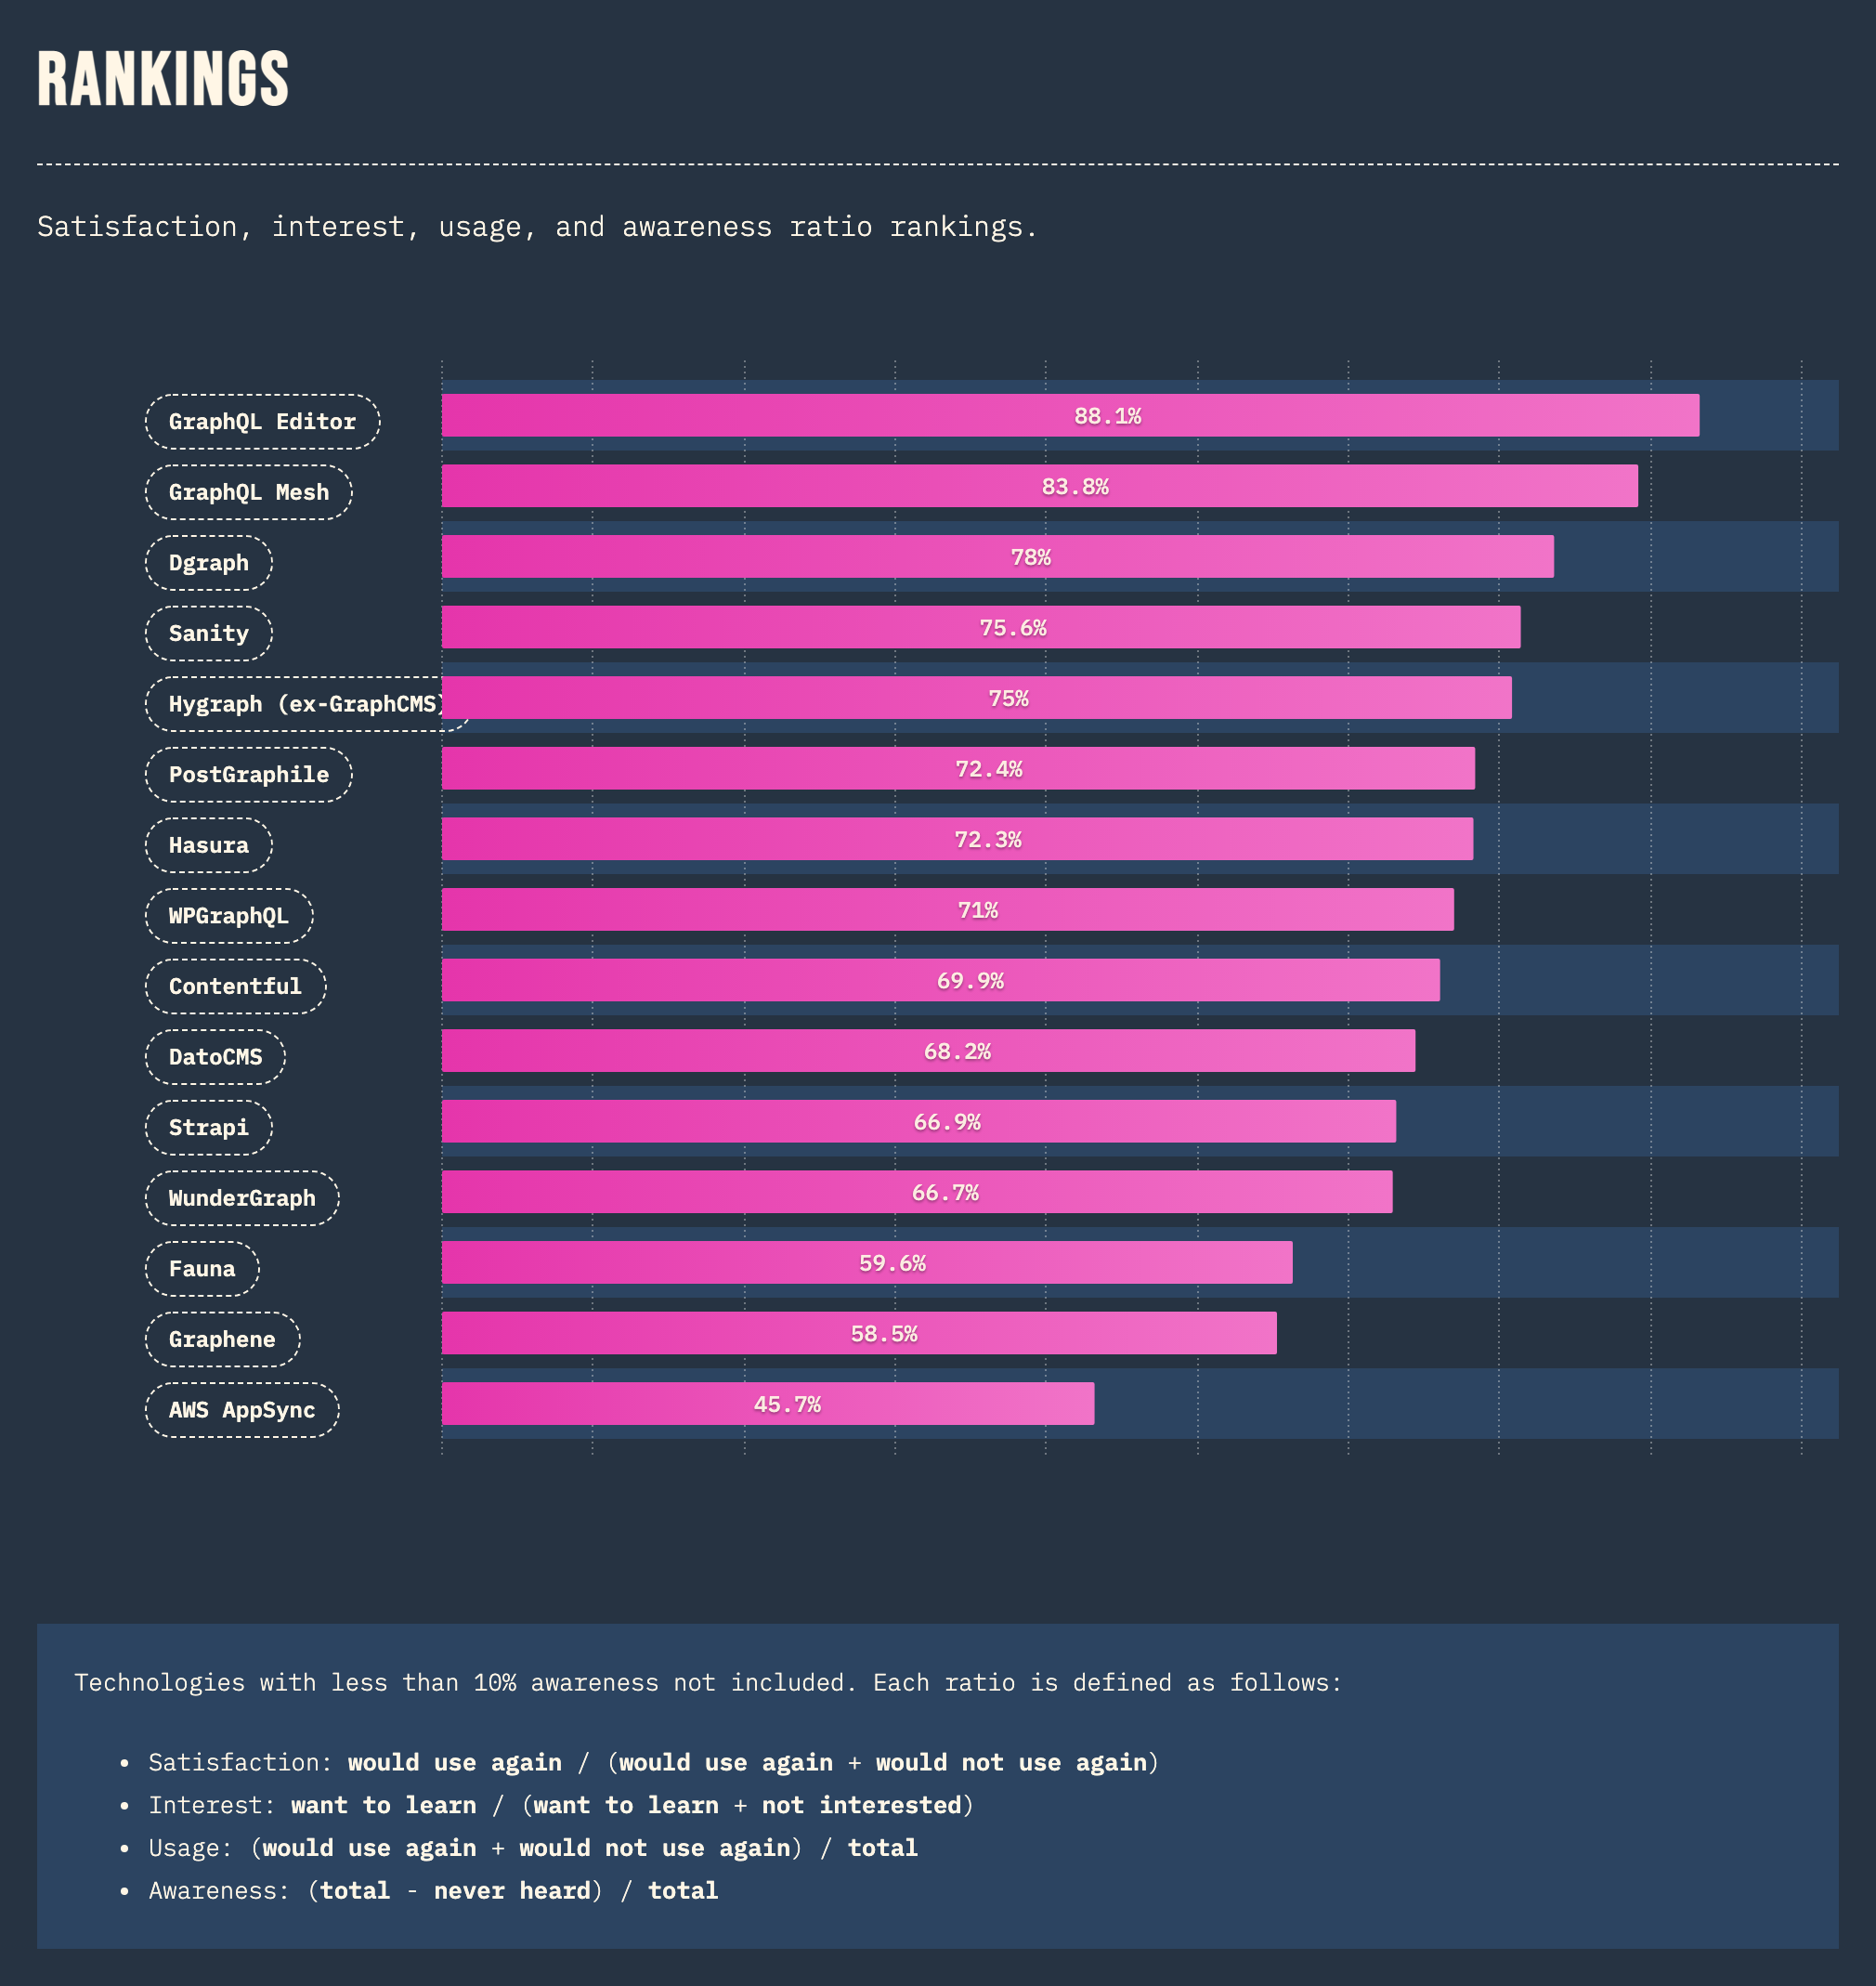 RANKINGS
Satisfaction, interest, usage, and awareness ratio rankings.
GraphQL Editor 88.1%
GraphQL Mesh 83.8%
Dgraph 78%
Sanity 75.6%
Hygraph (ex-GraphCMS) 75%
PostGraphile 72.4%
Hasura 72.3%
WPGraphQL 71%
Contentful 69.9%
DatoCMS 68.2%
Strapi 66.9%
WunderGraph 66.7%
Fauna 59.6%
Graphene 58.5%
AWS AppSync 45.7%
Technologies with less than 10% awareness not included. Each ratio is defined as follows:
• Satisfaction: would use again / (would use again + would not use again)
• Interest: want to learn / (want to learn + not interested)
• Usage: (would use again + would not use again) / total
• Awareness: (total - never heard) / total